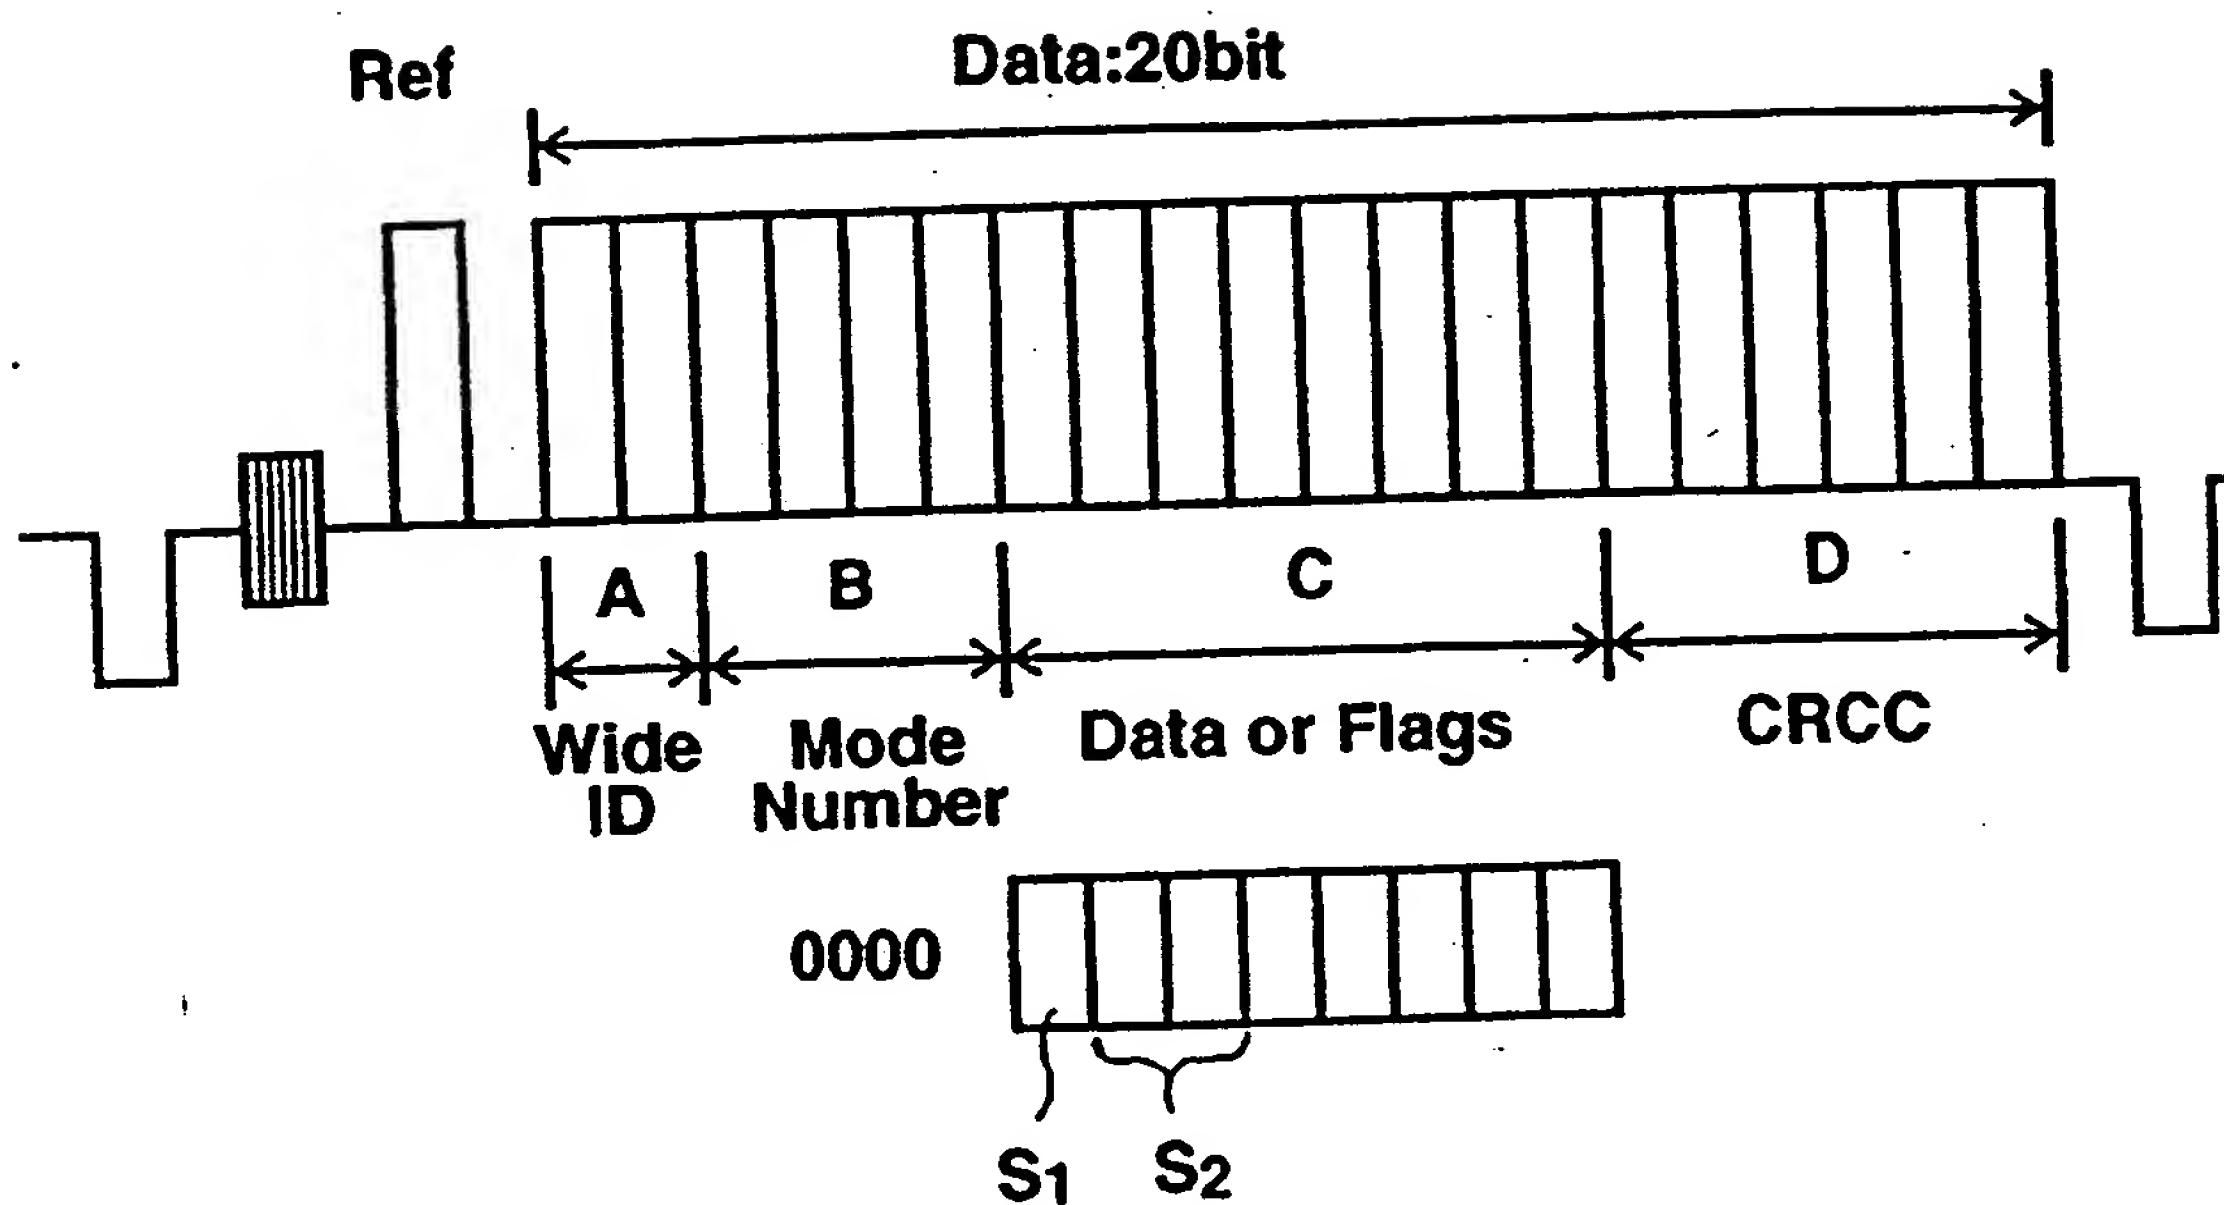 Ref
Data:20bit
A
B
C
D
Wide
ID
Mode
Number
Data or Flags
CRCC
0000
S1
S2